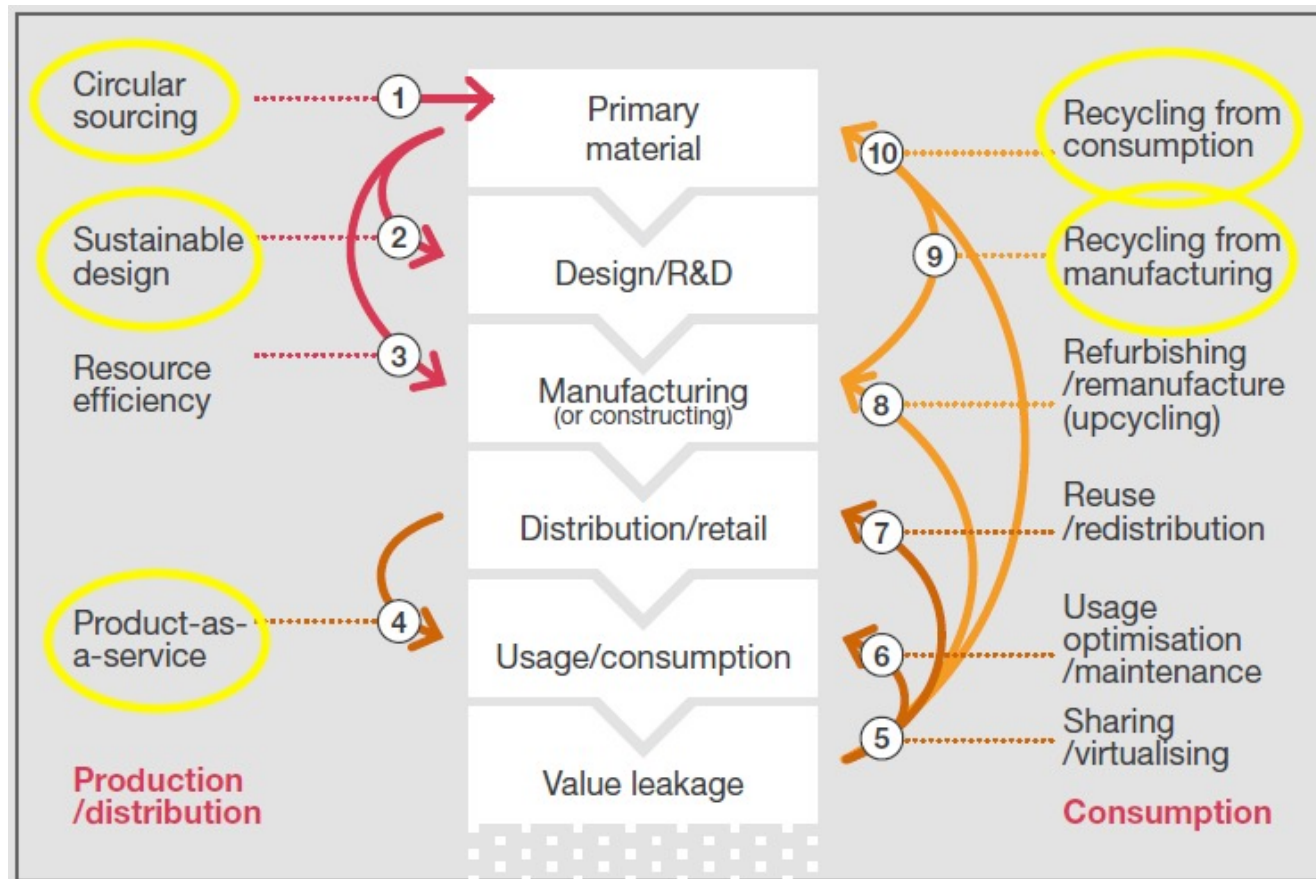 Circular
sourcing
1
Primary
material
Sustainable
design
2
Design/R&D
Resource
efficiency
3
Manufacturing
(or constructing)
Distribution/retail
Product-as-
a-service
4
Usage/consumption
Value leakage
Production
/distribution
10
Recycling from
consumption
9
Recycling from
manufacturing
8
Refurbishing
/remanufacture
(upcycling)
7
Reuse
/redistribution
6
Usage
optimisation
/maintenance
5
Sharing
/virtualising
Consumption